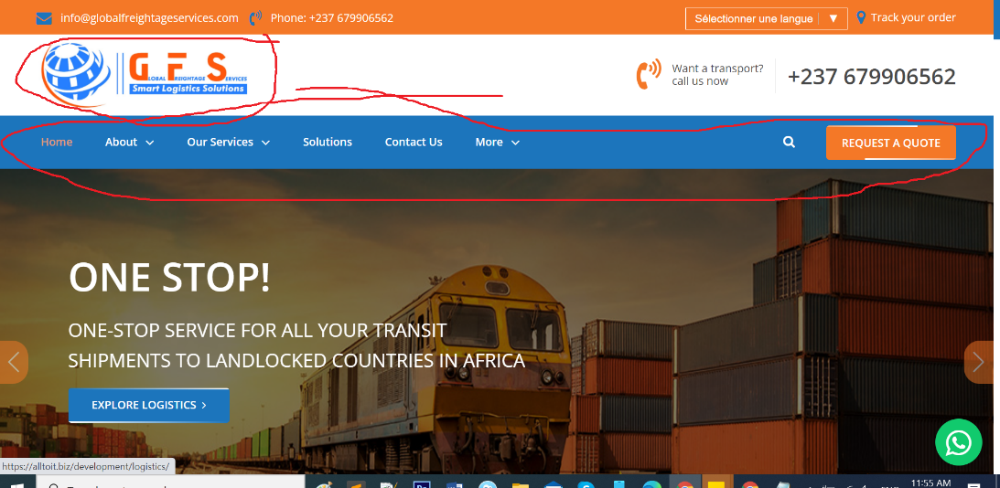 info@globalfreightageservices.com Phone: +237 679906562 Sélectionner une langue ▼ Track your order
GFS
GLOBAL FREIGHTAGE SERVICES
Smart Logistics Solutions
Want a transport?
call us now
+237 679906562
Home About Our Services Solutions Contact Us More REQUEST A QUOTE
ONE STOP!
ONE-STOP SERVICE FOR ALL YOUR TRANSIT
SHIPMENTS TO LANDLOCKED COUNTRIES IN AFRICA
EXPLORE LOGISTICS >
https://alltoit.biz/development/logistics/
11:55 AM